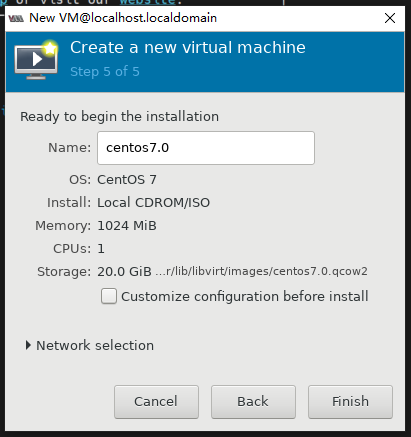 p or visit our website.
New VM@localhost.localdomain
Create a new virtual machine
Step 5 of 5
Ready to begin the installation
Name: centos7.0
OS: CentOS 7
Install: Local CDROM/ISO
Memory: 1024 MiB
CPUs: 1
Storage: 20.0 GiB ...r/lib/libvirt/images/centos7.0.qcow2
Customize configuration before install
Network selection
Cancel Back Finish